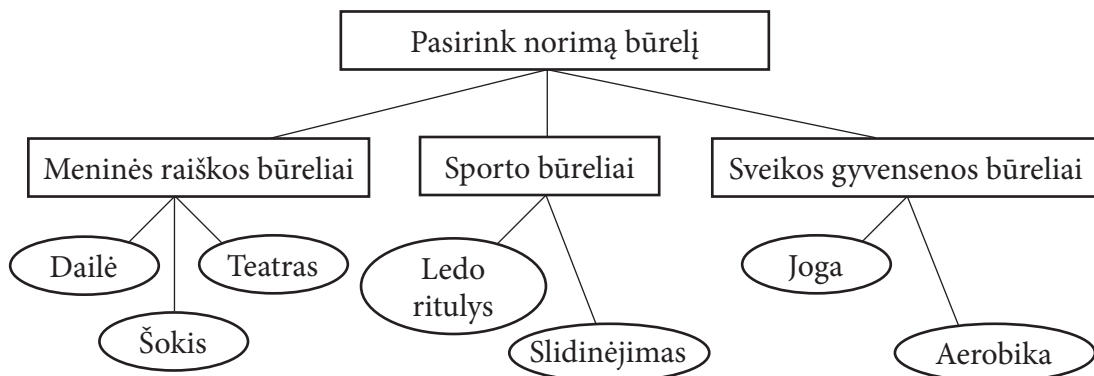 Pasirink norimą būrelį
Meninės raiškos būreliai
Sporto būreliai
Sveikos gyvensenos būreliai
Dailė
Šokis
Teatras
Ledo
ritulys
Slidinėjimas
Joga
Aerobika